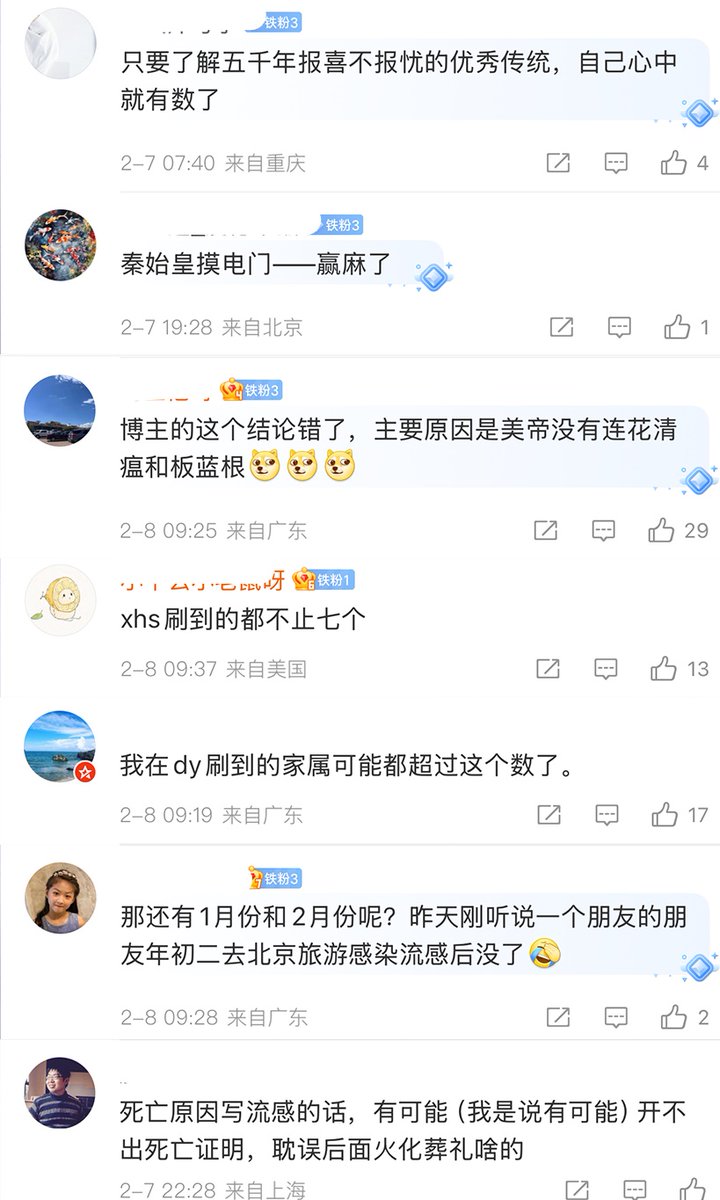 铁粉3
只要了解五千年报喜不报忧的优秀传统，自己心中
就有数了
2-7 07:40 来自重庆
4
铁粉3
秦始皇摸电门——赢麻了
2-7 19:28 来自北京
1
铁粉3
博主的这个结论错了，主要原因是美帝没有连花清
瘟和板蓝根
2-8 09:25 来自广东
29
铁粉1
xhs刷到的都不止七个
2-8 09:37 来自美国
13
我在dy刷到的家属可能都超过这个数了。
2-8 09:19 来自广东
17
铁粉3
那还有1月份和2月份呢？昨天刚听说一个朋友的朋
友年初二去北京旅游感染流感后没了
2-8 09:28 来自广东
2
死亡原因写流感的话，有可能（我是说有可能）开不
出死亡证明，耽误后面火化葬礼啥的
2-7 22:28 来自上海